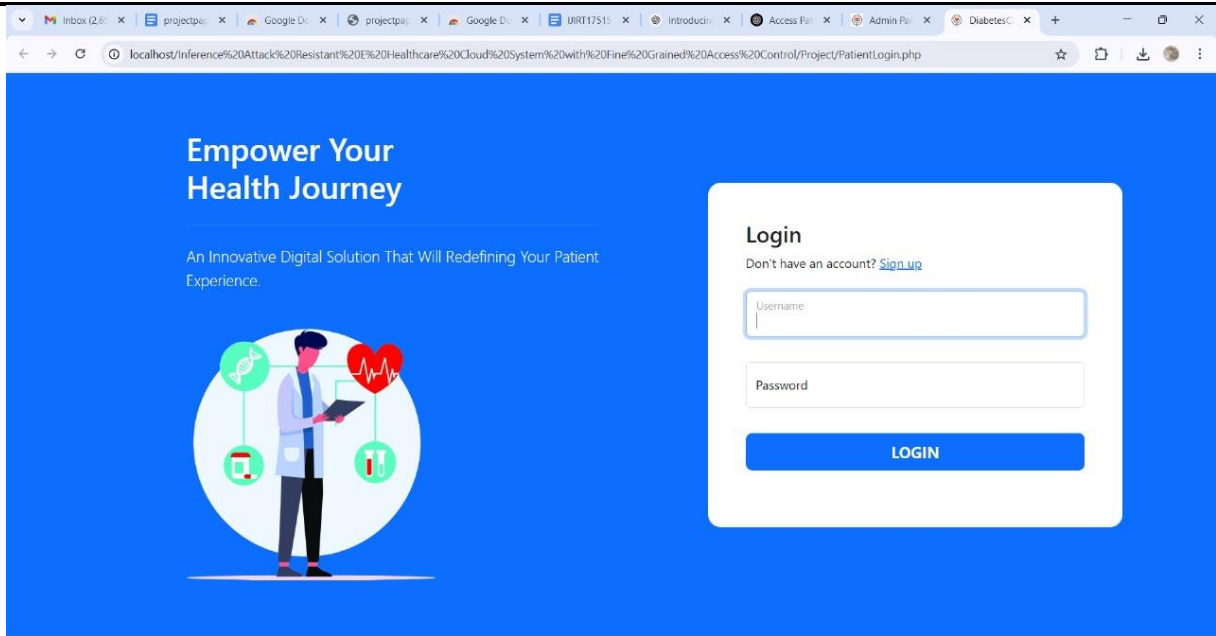 Inbox (2,6
projectpap
Google Do
projectpap
Google Do
IJIRT17515
Introducing
Access Pat
Admin Pac
DiabetesC
localhost/Inference%20Attack%20Resistant%20E%20Healthcare%20Cloud%20System%20with%20Fine%20Grained%20Access%20Control/Project/PatientLogin.php
Empower Your
Health Journey
An Innovative Digital Solution That Will Redefining Your Patient
Experience.
Login
Don't have an account? Sign up
Username
Password
LOGIN